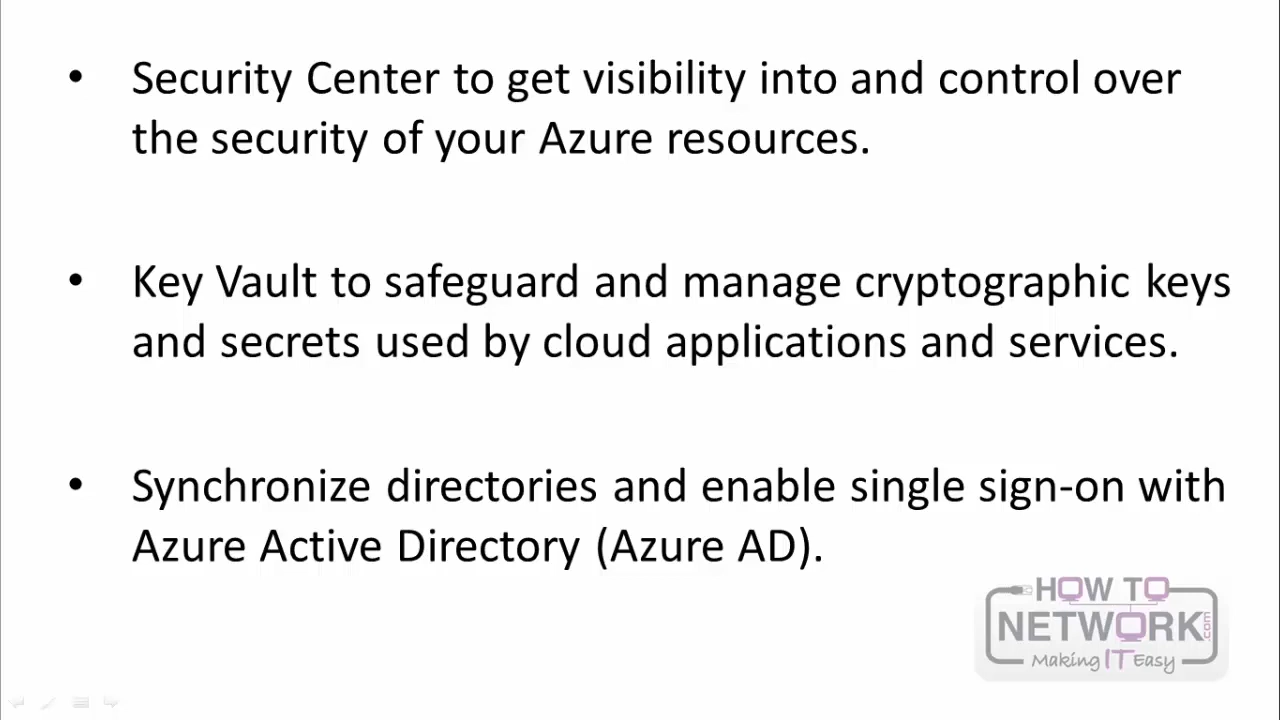 • Security Center to get visibility into and control over
the security of your Azure resources.
• Key Vault to safeguard and manage cryptographic keys
and secrets used by cloud applications and services.
• Synchronize directories and enable single sign-on with
Azure Active Directory (Azure AD).
HOW TO
NETWORK.com
Making IT Easy